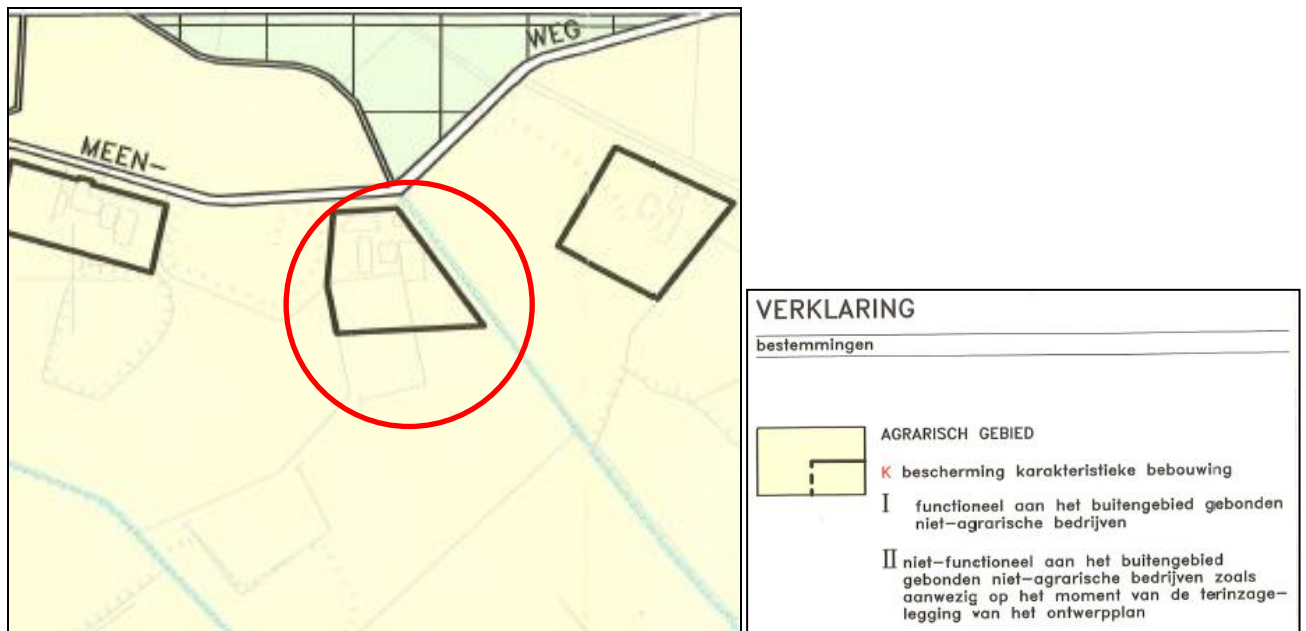 WEG
MEEN-
VERKLARING
bestemmingen
AGRARISCH GEBIED
K bescherming karakteristieke bebouwing
I functioneel aan het buitengebied gebonden
niet-agrarische bedrijven
II niet-functioneel aan het buitengebied
gebonden niet-agrarische bedrijven zoals
aanwezig op het moment van de terinzage-
legging van het ontwerpplan